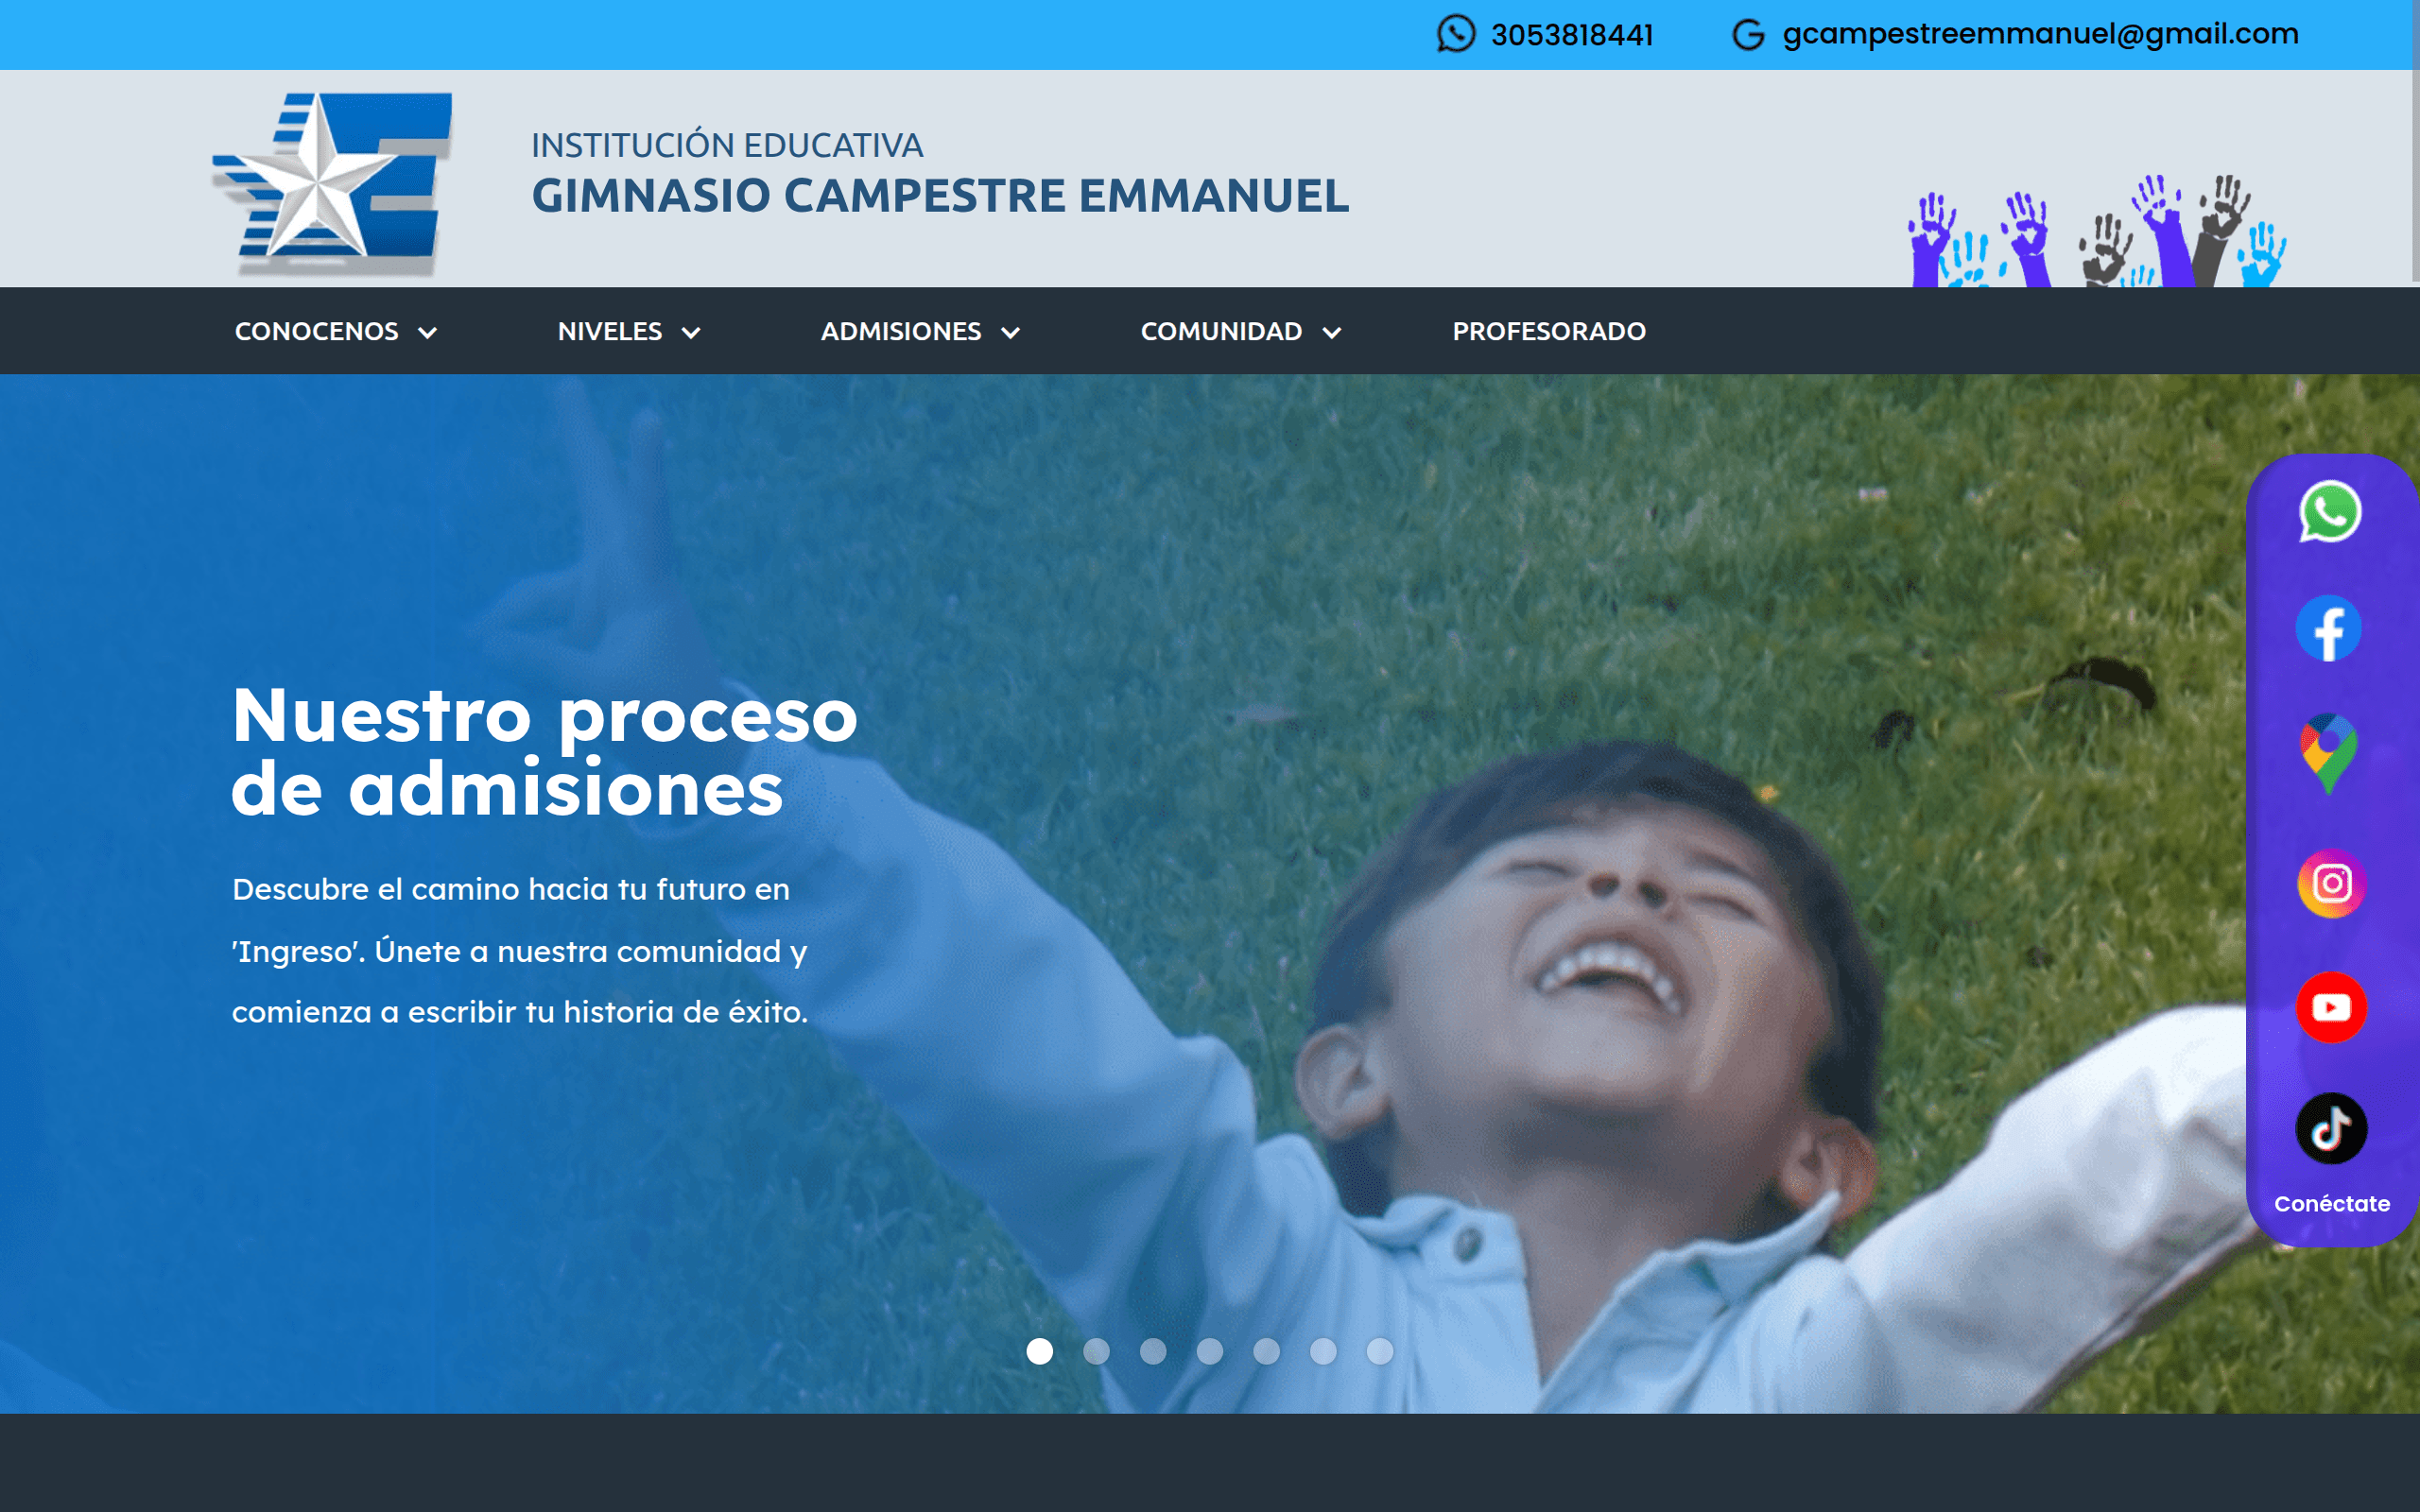 3053818441
gcampestreemmanuel@gmail.com
INSTITUCIÓN EDUCATIVA
GIMNASIO CAMPESTRE EMMANUEL
CONOCENOS
NIVELES
ADMISIONES
COMUNIDAD
PROFESORADO
Nuestro proceso
de admisiones
Descubre el camino hacia tu futuro en
'Ingreso'. Únete a nuestra comunidad y
comienza a escribir tu historia de éxito.
Conéctate